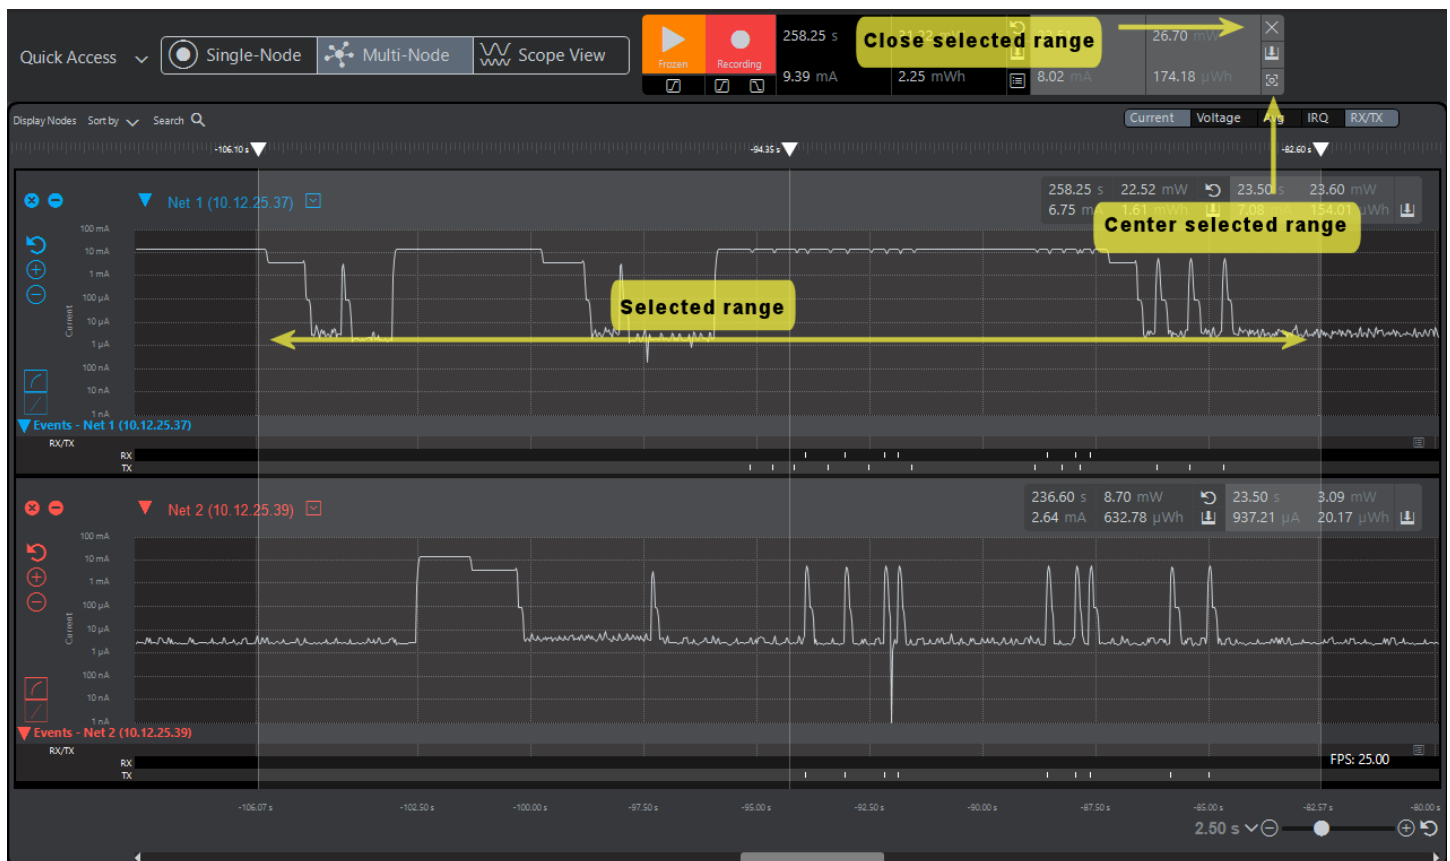 Quick Access
Single-Node
Multi-Node
Scope View
Frozen
Recording
258.25 s
9.39 mA
2.25 mWh
Close selected range
8.02 mA
26.70 mW
174.18 µWh
Display Nodes Sort by Search
Current Voltage Avg IRQ RX/TX
-106.10 s
-94.35 s
-82.60 s
Net 1 (10.12.25.37)
258.25 s 22.52 mW 23.50 s 23.60 mW
6.75 mA 1.61 mWh 7.08 mA 154.01 µWh
Center selected range
Selected range
100 mA
10 mA
1 mA
100 µA
10 µA
1 µA
100 nA
10 nA
1 nA
Current
Events - Net 1 (10.12.25.37)
RX/TX
RX
TX
Net 2 (10.12.25.39)
236.60 s 8.70 mW 23.50 s 3.09 mW
2.64 mA 632.78 µWh 937.21 µA 20.17 µWh
100 mA
10 mA
1 mA
100 µA
10 µA
1 µA
100 nA
10 nA
1 nA
Current
Events - Net 2 (10.12.25.39)
RX/TX
RX
TX
FPS: 25.00
-106.07 s -102.50 s -100.00 s -97.50 s -95.00 s -92.50 s -90.00 s -87.50 s -85.00 s -82.57 s -80.00 s
2.50 s